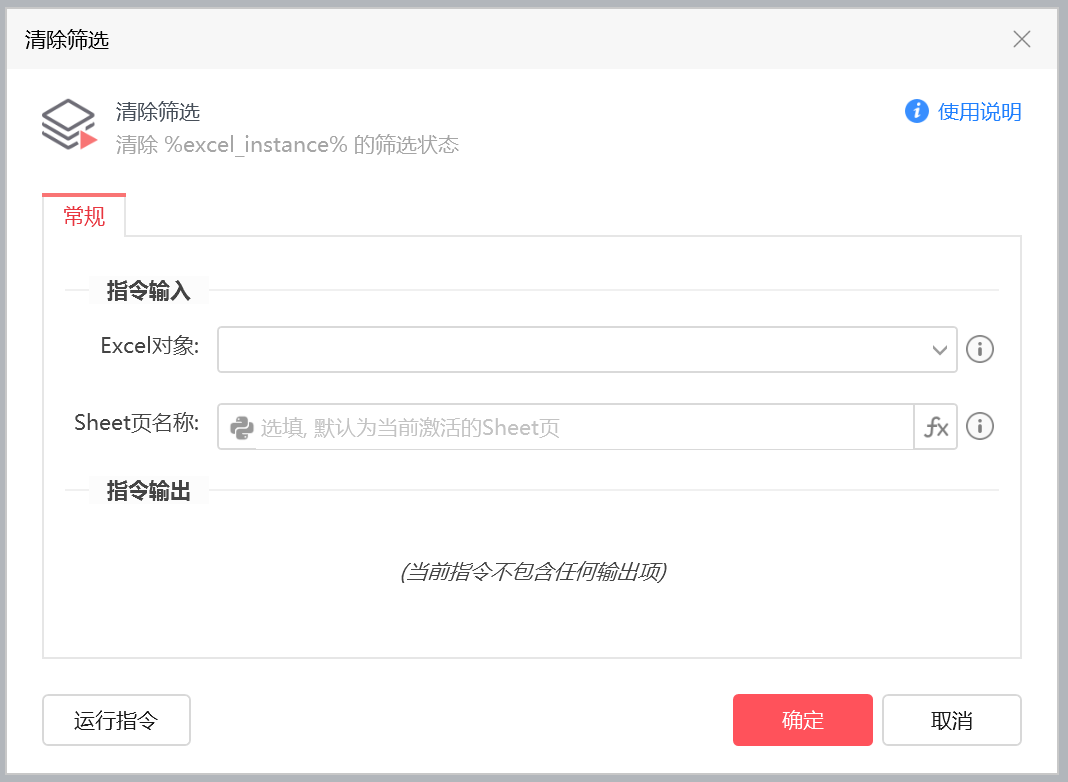 清除筛选
清除筛选
使用说明
清除 %excel_instance% 的筛选状态
常规
指令输入
Excel对象:
Sheet页名称:
选填, 默认为当前激活的Sheet页
fx
指令输出
(当前指令不包含任何输出项)
运行指令
确定
取消